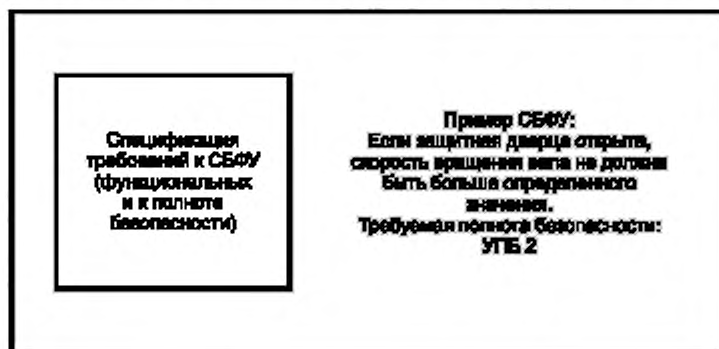 Спецификация
требований к СБФУ
(функциональных
и к полноте
безопасности)
Пример СБФУ:
Если защитная дверца открыта,
скорость вращения вала не должна
быть больше определенного
значения.
Требуемая полнота безопасности:
УПБ 2